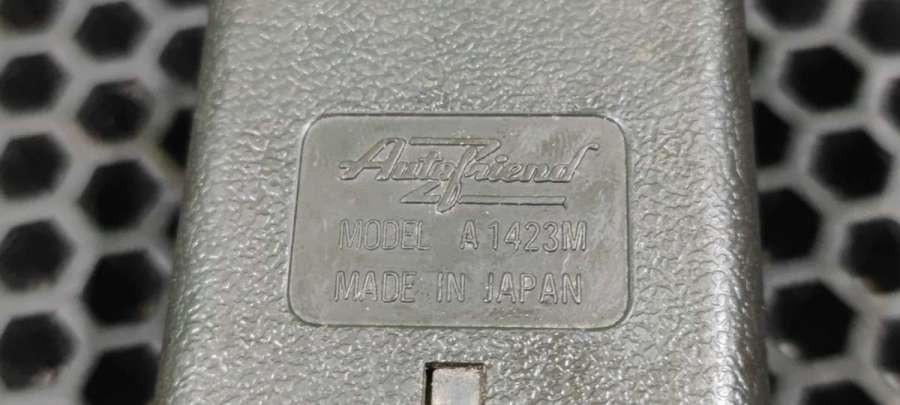 AutoFriend
MODEL A1423M
MADE IN JAPAN